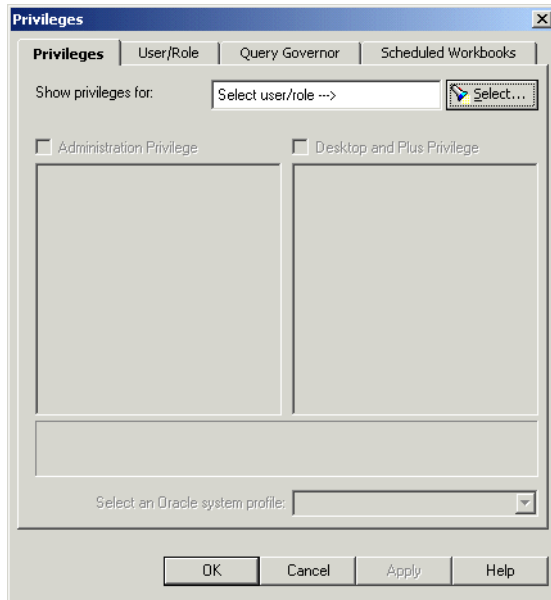 Privileges
Privileges User/Role Query Governor Scheduled Workbooks
Show privileges for: Select user/role ---> Select...
Administration Privilege Desktop and Plus Privilege
Select an Oracle system profile:
OK Cancel Apply Help